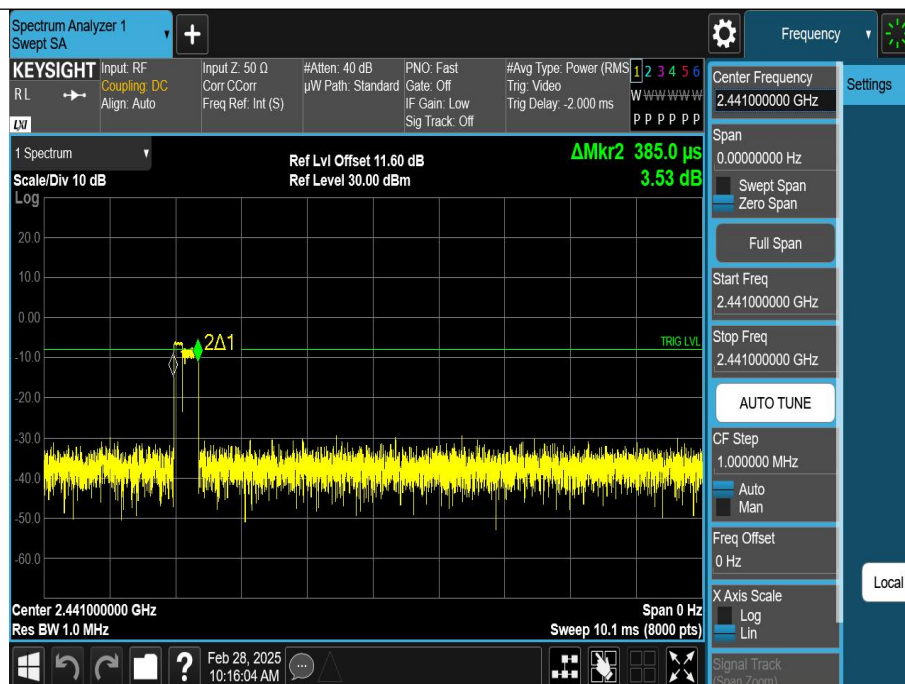 Spectrum Analyzer 1
Swept SA
+
Frequency
KEYSIGHT
R L
LXI
Input: RF
Coupling: DC
Align: Auto
Input Z: 50 Ω
Corr CCorr
Freq Ref: Int (S)
#Atten: 40 dB
µW Path: Standard
PNO: Fast
Gate: Off
IF Gain: Low
Sig Track: Off
#Avg Type: Power (RMS
Trig: Video
Trig Delay: -2.000 ms
1 2 3 4 5 6
W W W W W W
P P P P P P
1 Spectrum
Scale/Div 10 dB
Log
Ref Lvl Offset 11.60 dB
Ref Level 30.00 dBm
ΔMkr2 385.0 µs
3.53 dB
20.0
10.0
0.00
-10.0
-20.0
-30.0
-40.0
-50.0
-60.0
2Δ1
TRIG LVL
Center 2.441000000 GHz
Res BW 1.0 MHz
Span 0 Hz
Sweep 10.1 ms (8000 pts)
Center Frequency
2.441000000 GHz
Span
0.00000000 Hz
Swept Span
Zero Span
Full Span
Start Freq
2.441000000 GHz
Stop Freq
2.441000000 GHz
AUTO TUNE
CF Step
1.000000 MHz
Auto
Man
Freq Offset
0 Hz
X Axis Scale
Log
Lin
Signal Track
(Span Zoom)
Settings
Local
?
Feb 28, 2025
10:16:04 AM